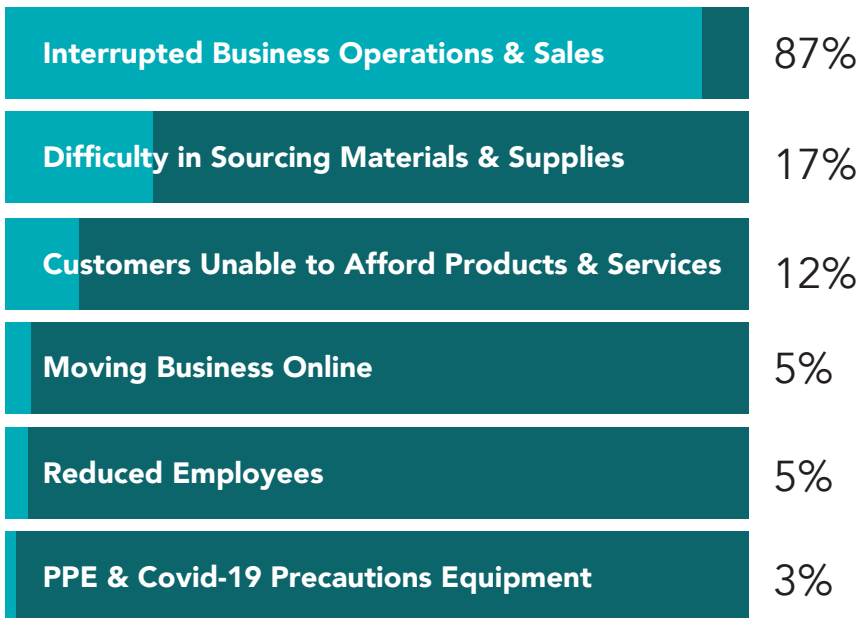 Interrupted Business Operations & Sales 87%
Difficulty in Sourcing Materials & Supplies 17%
Customers Unable to Afford Products & Services 12%
Moving Business Online 5%
Reduced Employees 5%
PPE & Covid-19 Precautions Equipment 3%